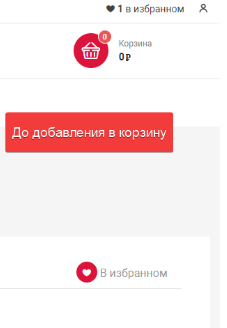 1 в избранном
0
Корзина
0 ₽
До добавления в корзину
В избранном